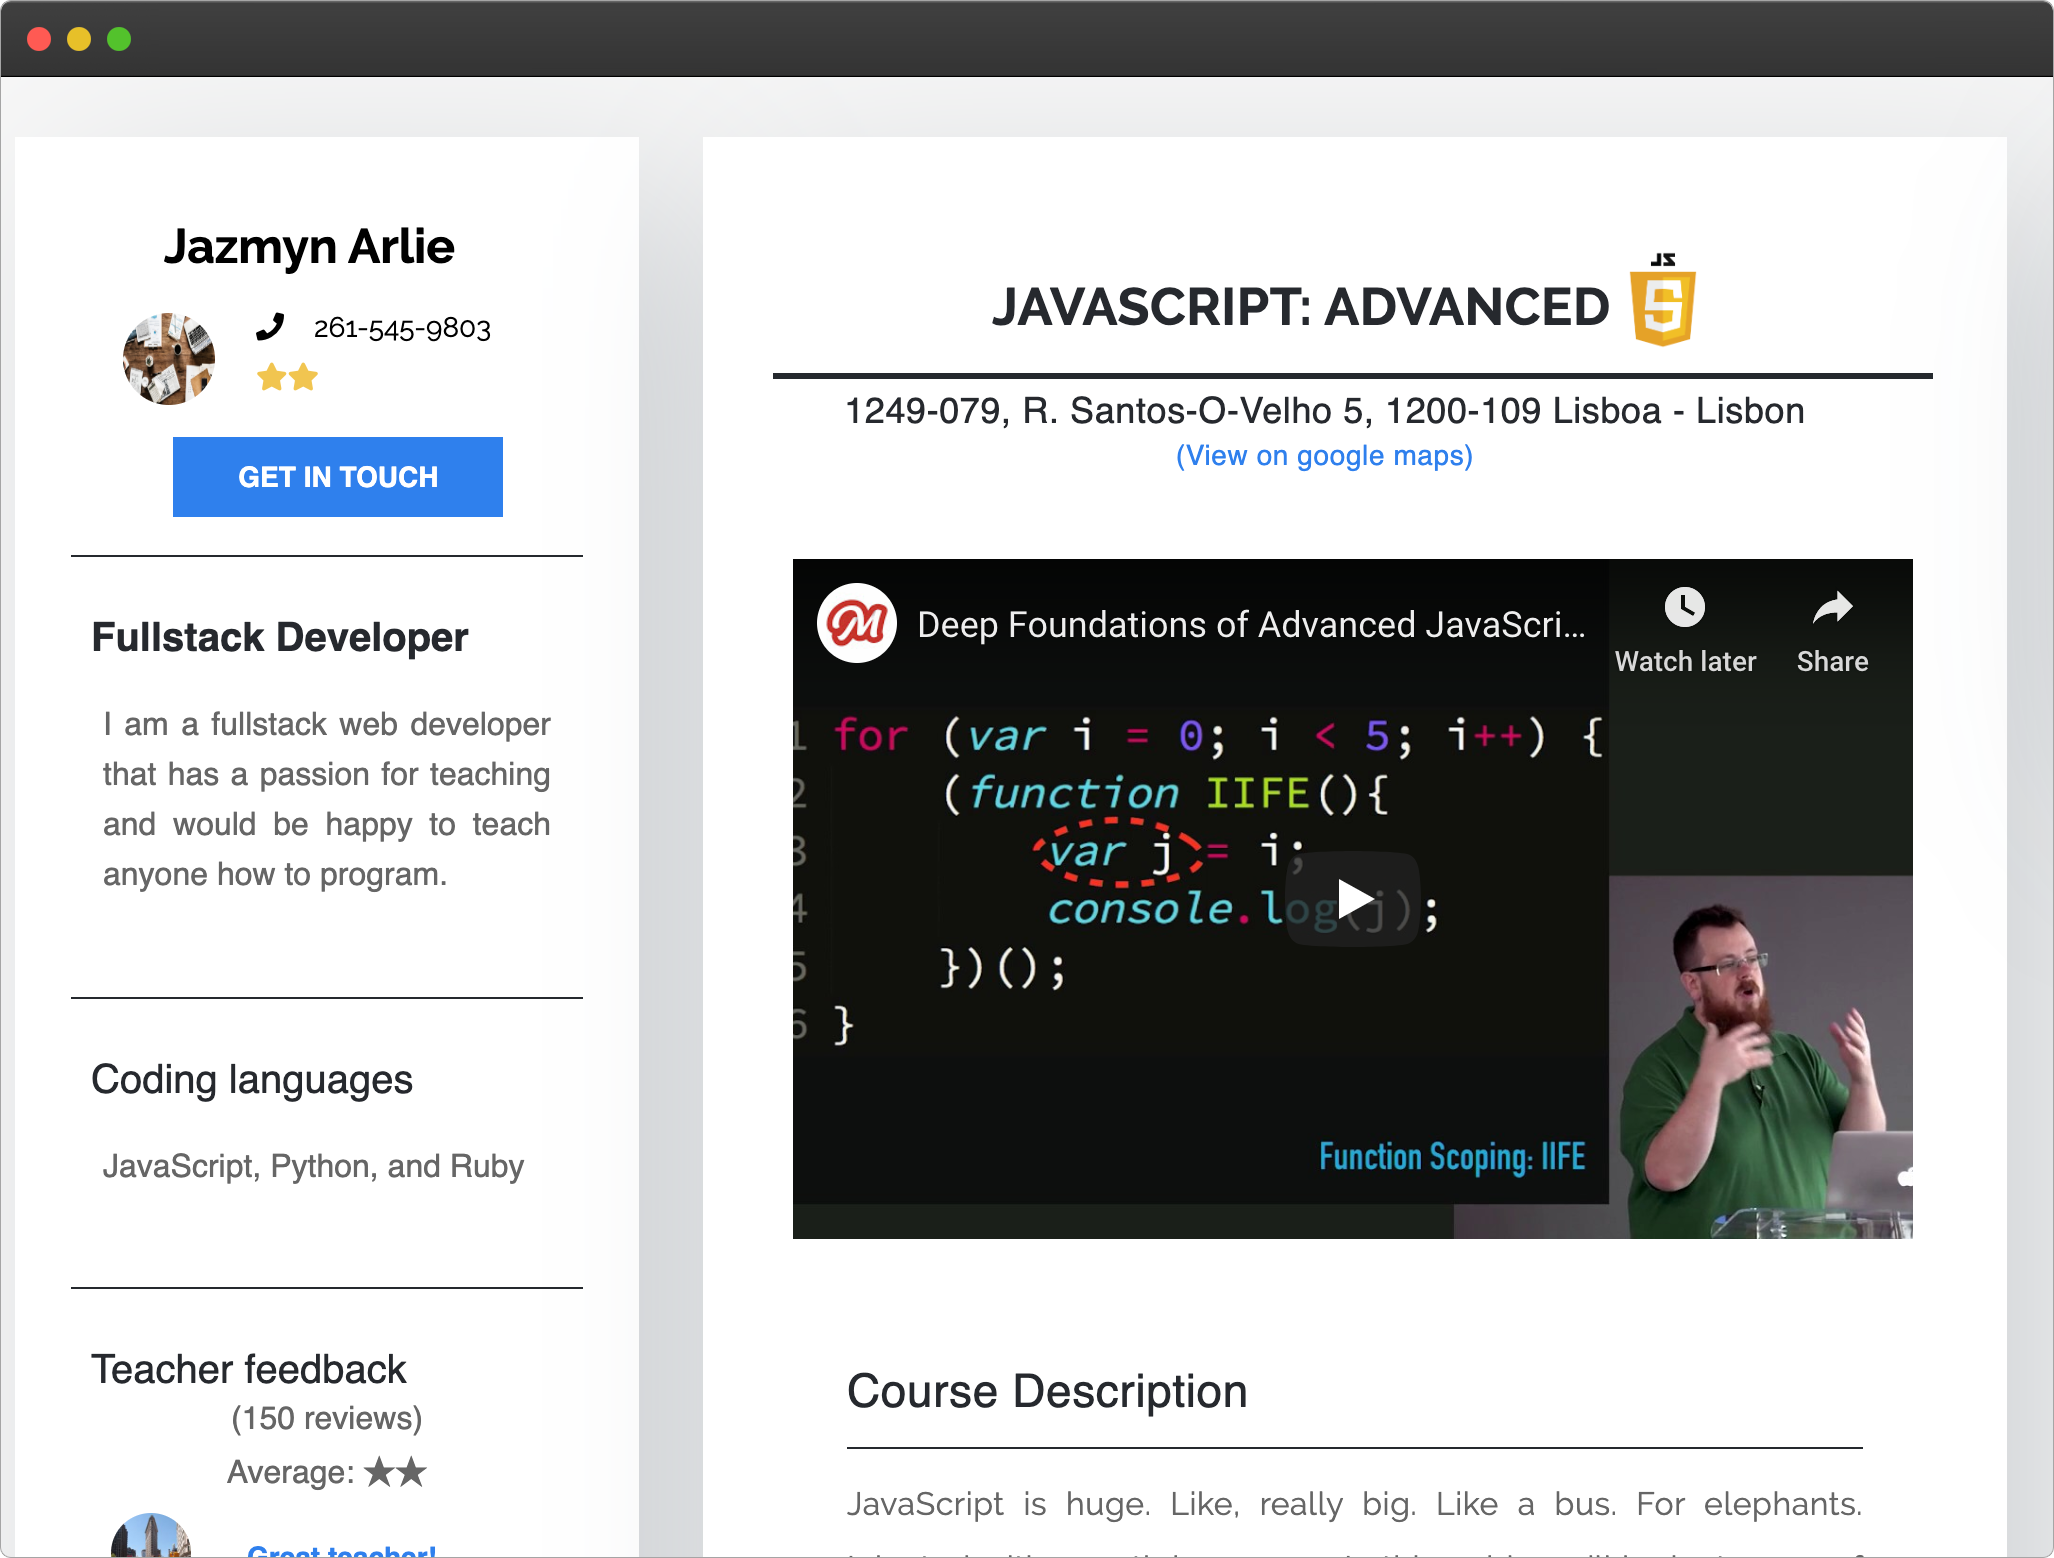 Jazmyn Arlie
261-545-9803
GET IN TOUCH
Fullstack Developer
I am a fullstack web developer
that has a passion for teaching
and would be happy to teach
anyone how to program.
Coding languages
JavaScript, Python, and Ruby
Teacher feedback
(150 reviews)
Average: ★★
Great teacher!
JS
JAVASCRIPT: ADVANCED
1249-079, R. Santos-O-Velho 5, 1200-109 Lisboa - Lisbon
(View on google maps)
M
Deep Foundations of Advanced JavaScri...
Watch later
Share
1 for (var i = 0; i < 5; i++) {
2 (function IIFE(){
3 var j = i;
4 console.log(j);
5 })();
6 }
Function Scoping: IIFE
Course Description
JavaScript is huge. Like, really big. Like a bus. For elephants.